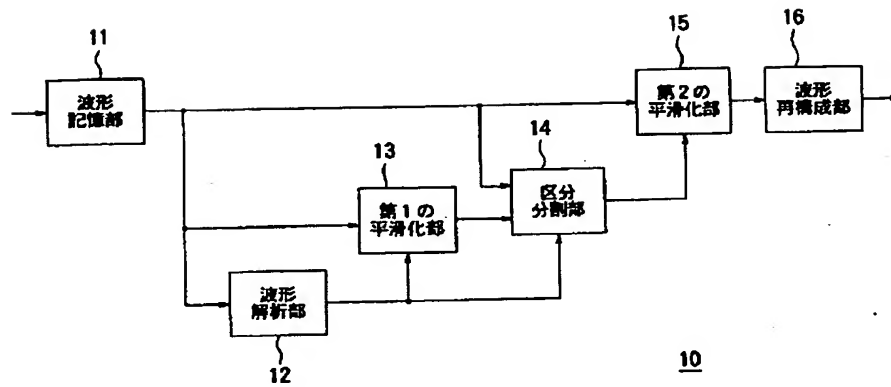 11
波形
記憶部
15
第2の
平滑化部
16
波形
再構成部
13
第1の
平滑化部
14
区分
分割部
波形
解析部
12
10